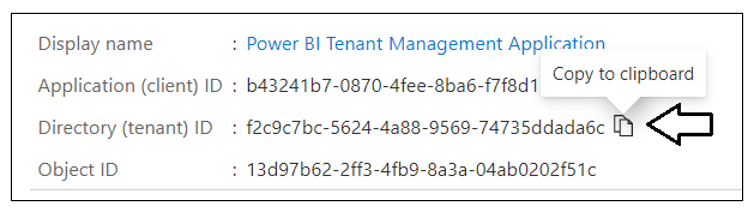 Display name : Power BI Tenant Management Application
Copy to clipboard
Application (client) ID : b43241b7-0870-4fee-8ba6-f7f8d1
Directory (tenant) ID : f2c9c7bc-5624-4a88-9569-74735ddada6c
Object ID : 13d97b62-2ff3-4fb9-8a3a-04ab0202f51c